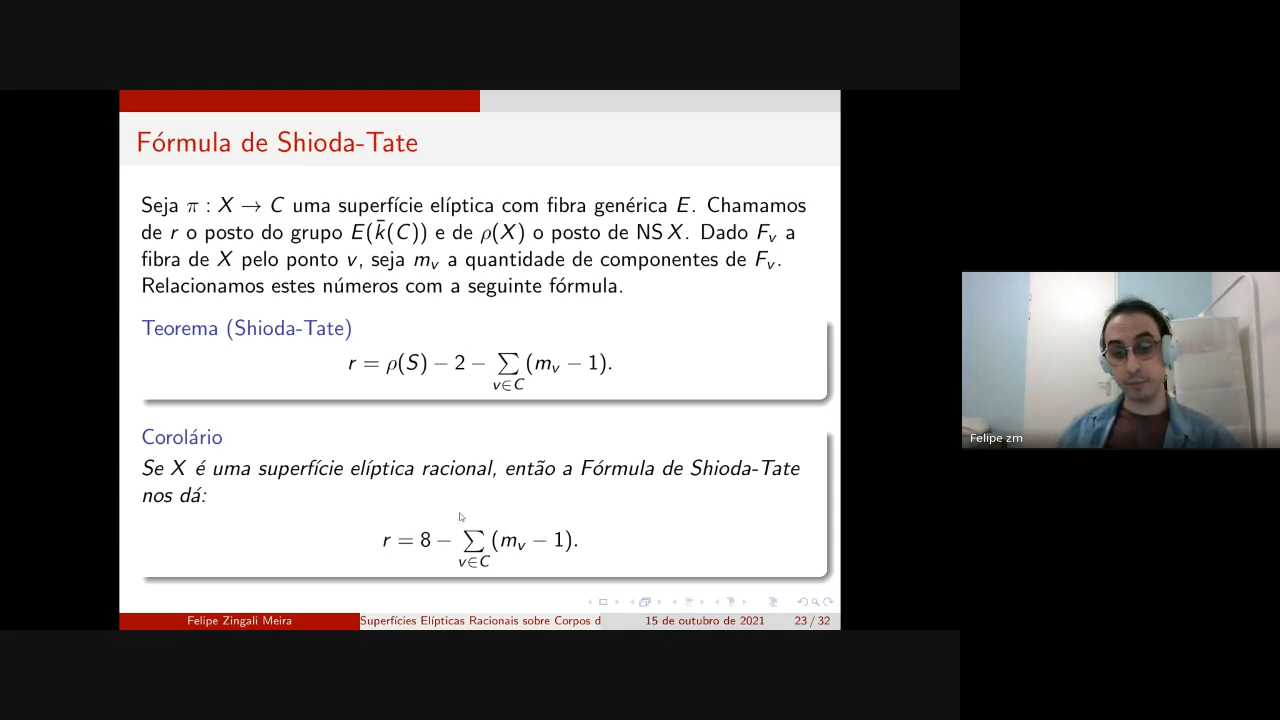 Fórmula de Shioda-Tate
Seja π : X → C uma superfície elíptica com fibra genérica E. Chamamos
de r o posto do grupo E(k̄(C)) e de ρ(X) o posto de NS X. Dado F_v a
fibra de X pelo ponto v, seja m_v a quantidade de componentes de F_v.
Relacionamos estes números com a seguinte fórmula.
Teorema (Shioda-Tate)
r = ρ(S) − 2 − ∑ (m_v − 1).
v∈C
Corolário
Se X é uma superfície elíptica racional, então a Fórmula de Shioda-Tate
nos dá:
r = 8 − ∑ (m_v − 1).
v∈C
Felipe Zingali Meira
Superfícies Elípticas Racionais sobre Corpos d
15 de outubro de 2021
23 / 32
Felipe zm